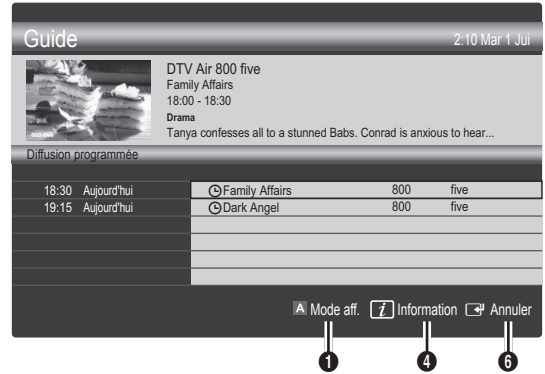 Guide 2:10 Mar 1 Jui
DTV Air 800 five
Family Affairs
18:00 - 18:30
Drama
Tanya confesses all to a stunned Babs. Conrad is anxious to hear...
800 five
Diffusion programmée
18:30 Aujourd'hui Family Affairs 800 five
19:15 Aujourd'hui Dark Angel 800 five
A Mode aff. i Information Annuler
1 4 6